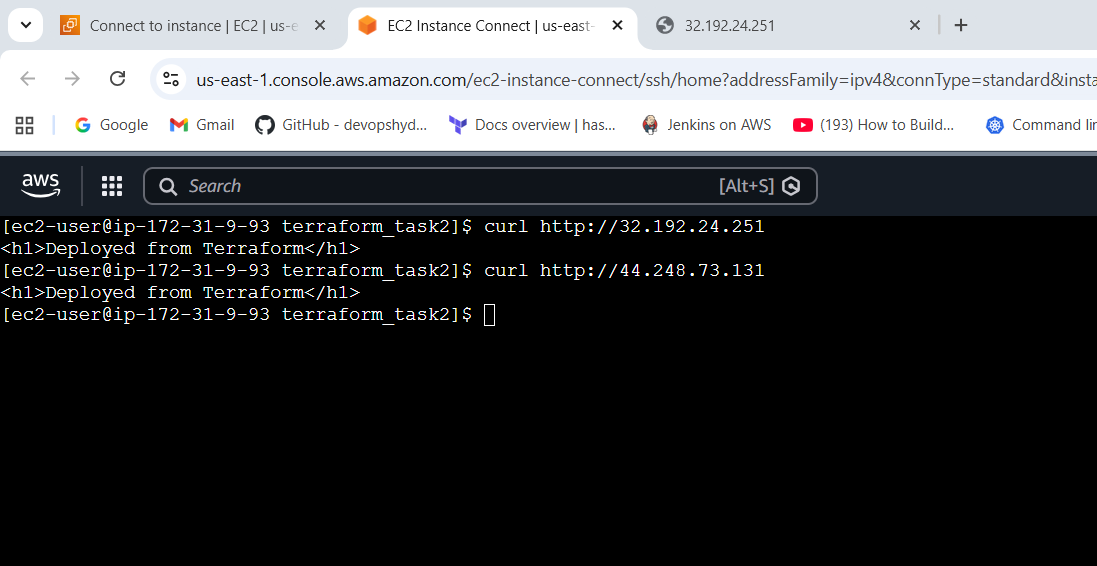 Connect to instance | EC2 | us-e
EC2 Instance Connect | us-east-
32.192.24.251
us-east-1.console.aws.amazon.com/ec2-instance-connect/ssh/home?addressFamily=ipv4&connType=standard&insta
Google
Gmail
GitHub - devopshyd...
Docs overview | has...
Jenkins on AWS
(193) How to Build...
Command lin
aws
Search
[Alt+S]
[ec2-user@ip-172-31-9-93 terraform_task2]$ curl http://32.192.24.251
<h1>Deployed from Terraform</h1>
[ec2-user@ip-172-31-9-93 terraform_task2]$ curl http://44.248.73.131
<h1>Deployed from Terraform</h1>
[ec2-user@ip-172-31-9-93 terraform_task2]$